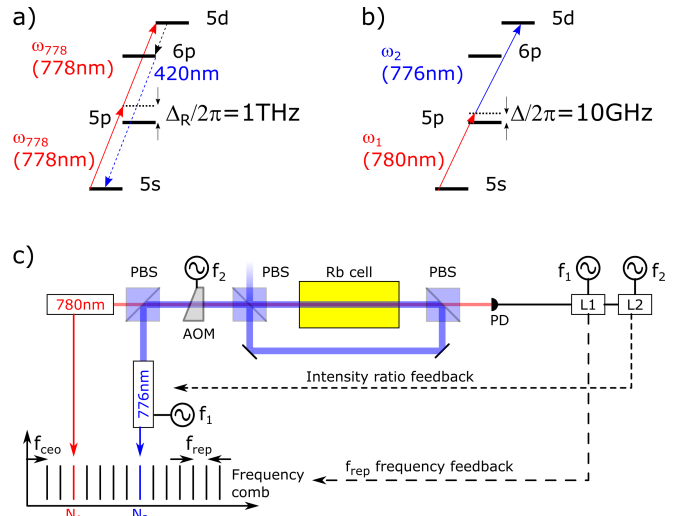 a)
5d
6p
ω778
(778nm)
420nm
5p
ΔR/2π=1THz
ω778
(778nm)
5s
b)
5d
ω2
(776nm)
6p
5p
Δ/2π=10GHz
ω1
(780nm)
5s
c)
PBS
f2
PBS
Rb cell
PBS
f1
f2
780nm
AOM
PD
L1
L2
776nm
f1
Intensity ratio feedback
fceo
frep
frep frequency feedback
Frequency
comb